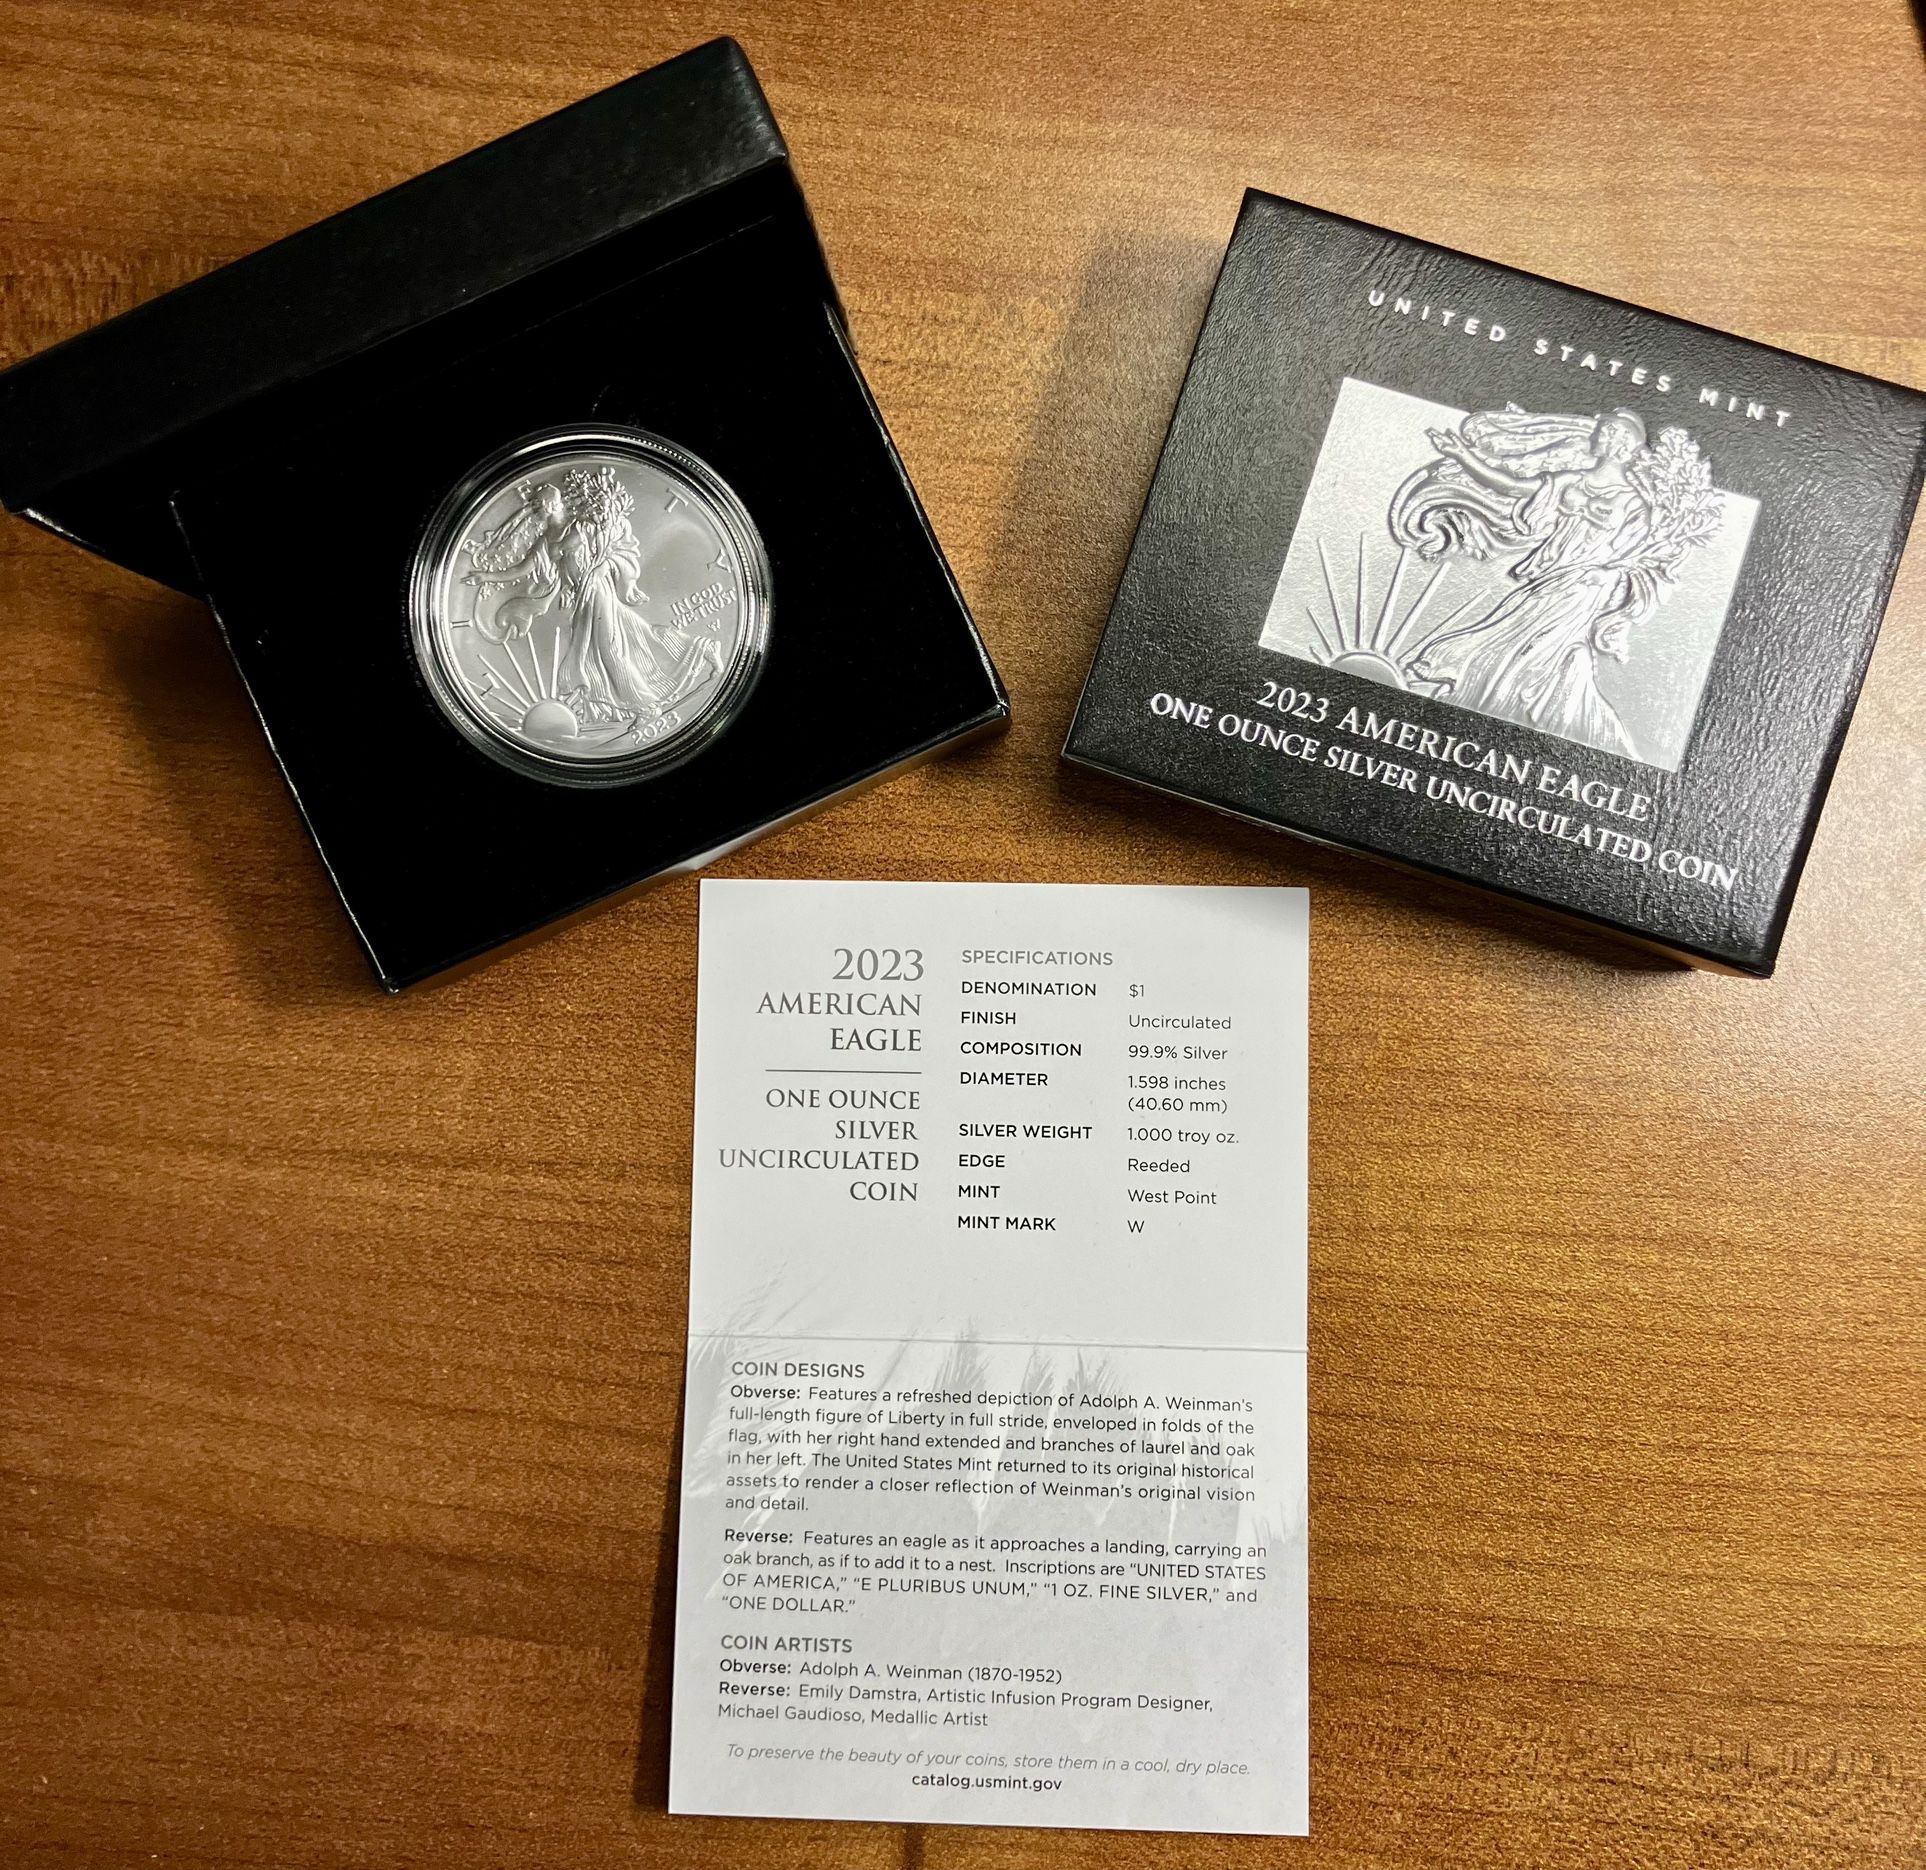 LIBERTY
IN GOD
WE TRUST
W
2023
UNITED STATES MINT
2023 AMERICAN EAGLE
ONE OUNCE SILVER UNCIRCULATED COIN
2023
AMERICAN
EAGLE
ONE OUNCE
SILVER
UNCIRCULATED
COIN
SPECIFICATIONS
DENOMINATION $1
FINISH Uncirculated
COMPOSITION 99.9% Silver
DIAMETER 1.598 inches
(40.60 mm)
SILVER WEIGHT 1.000 troy oz.
EDGE Reeded
MINT West Point
MINT MARK W
COIN DESIGNS
Obverse: Features a refreshed depiction of Adolph A. Weinman's
full-length figure of Liberty in full stride, enveloped in folds of the
flag, with her right hand extended and branches of laurel and oak
in her left. The United States Mint returned to its original historical
assets to render a closer reflection of Weinman's original vision
and detail.
Reverse: Features an eagle as it approaches a landing, carrying an
oak branch, as if to add it to a nest. Inscriptions are “UNITED STATES
OF AMERICA,” “E PLURIBUS UNUM,” “1 OZ. FINE SILVER,” and
“ONE DOLLAR.”
COIN ARTISTS
Obverse: Adolph A. Weinman (1870-1952)
Reverse: Emily Damstra, Artistic Infusion Program Designer,
Michael Gaudioso, Medallic Artist
To preserve the beauty of your coins, store them in a cool, dry place.
catalog.usmint.gov